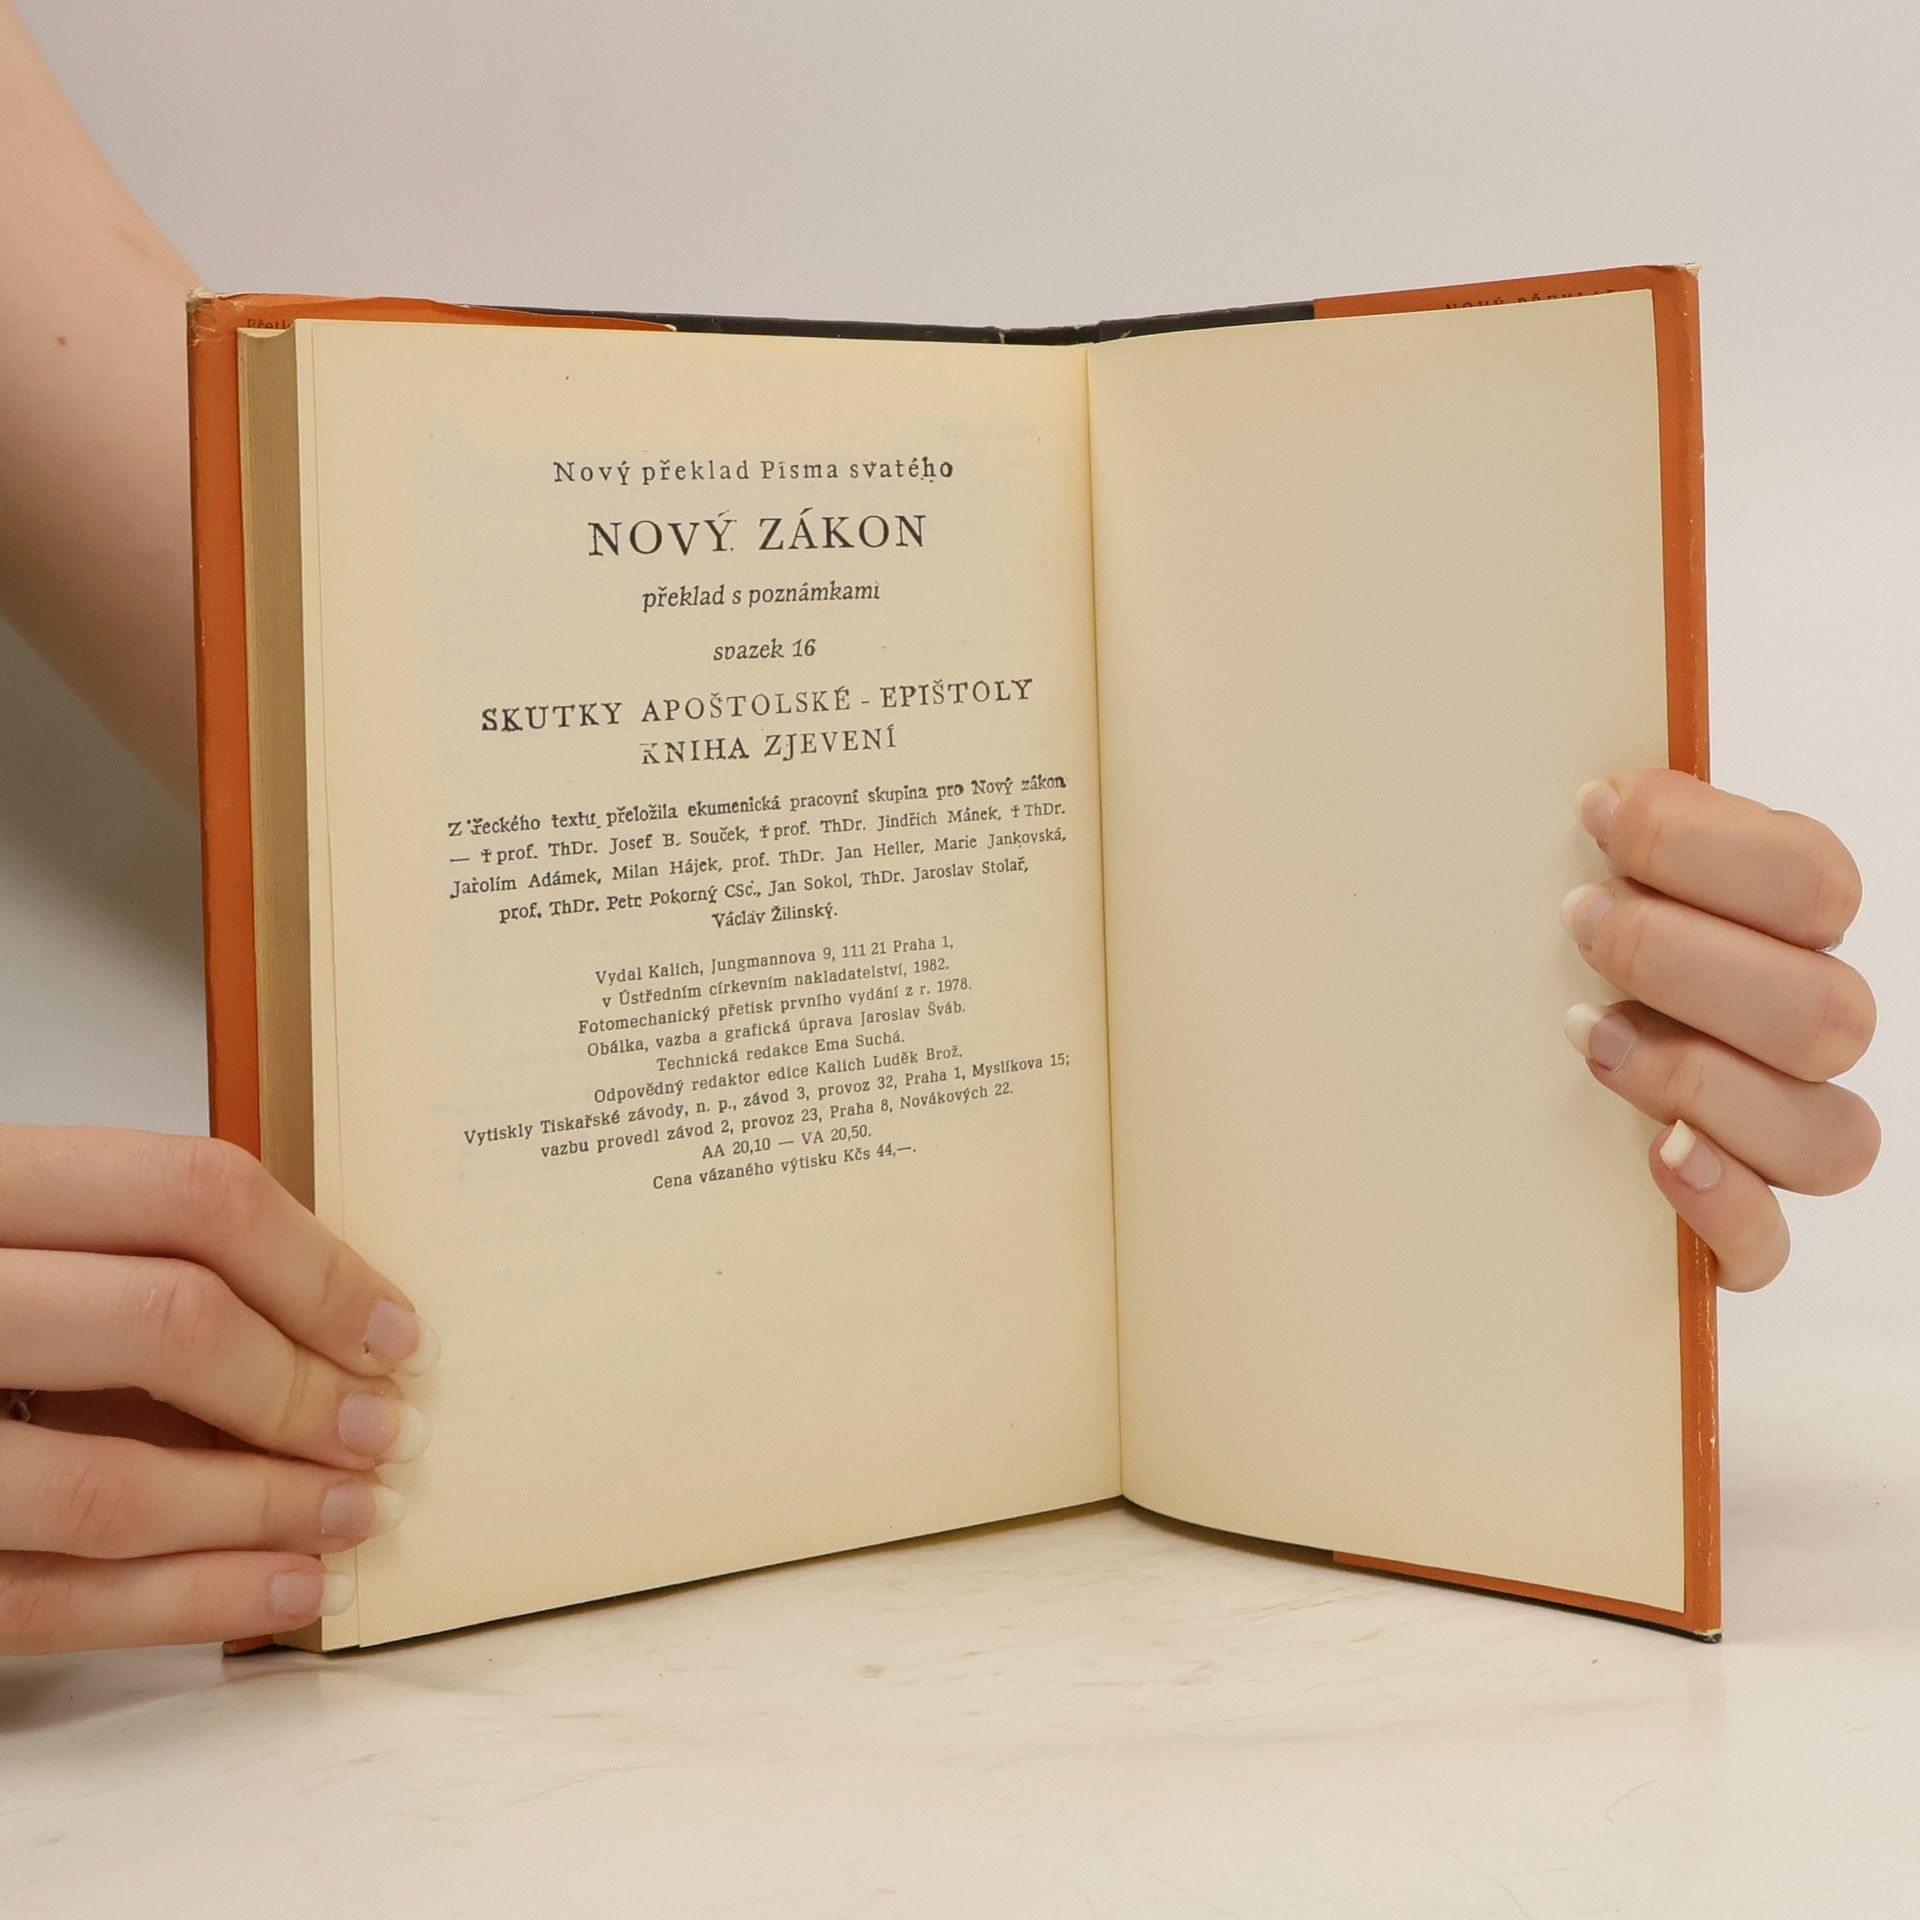 Nový překlad Písma svatého
NOVÝ ZÁKON
překlad s poznámkami
svazek 16
SKUTKY APOŠTOLSKÉ - EPIŠTOLY
KNIHA ZJEVENÍ
Z řeckého textu přeložila ekumenická pracovní skupina pro Nový zákon
— † prof. ThDr. Josef B. Souček, † prof. ThDr. Jindřich Mánek, † ThDr.
Jarolím Adámek, Milan Hájek, prof. ThDr. Jan Heller, Marie Jankovská,
prof. ThDr. Petr Pokorný CSc., Jan Sokol, ThDr. Jaroslav Stolař,
Václav Žilinský.
Vydal Kalich, Jungmannova 9, 111 21 Praha 1,
v Ústředním církevním nakladatelství, 1982.
Fotomechanický přetisk prvního vydání z r. 1978.
Obálka, vazba a grafická úprava Jaroslav Šváb.
Technická redakce Ema Suchá.
Odpovědný redaktor edice Kalich Luděk Brož.
Vytiskly Tiskařské závody, n. p., závod 3, provoz 32, Praha 1, Myslíkova 15;
vazbu provedl závod 2, provoz 23, Praha 8, Novákových 22.
AA 20,10 — VA 20,50.
Cena vázaného výtisku Kčs 44,—.
NOVÝ PŘEKLAD